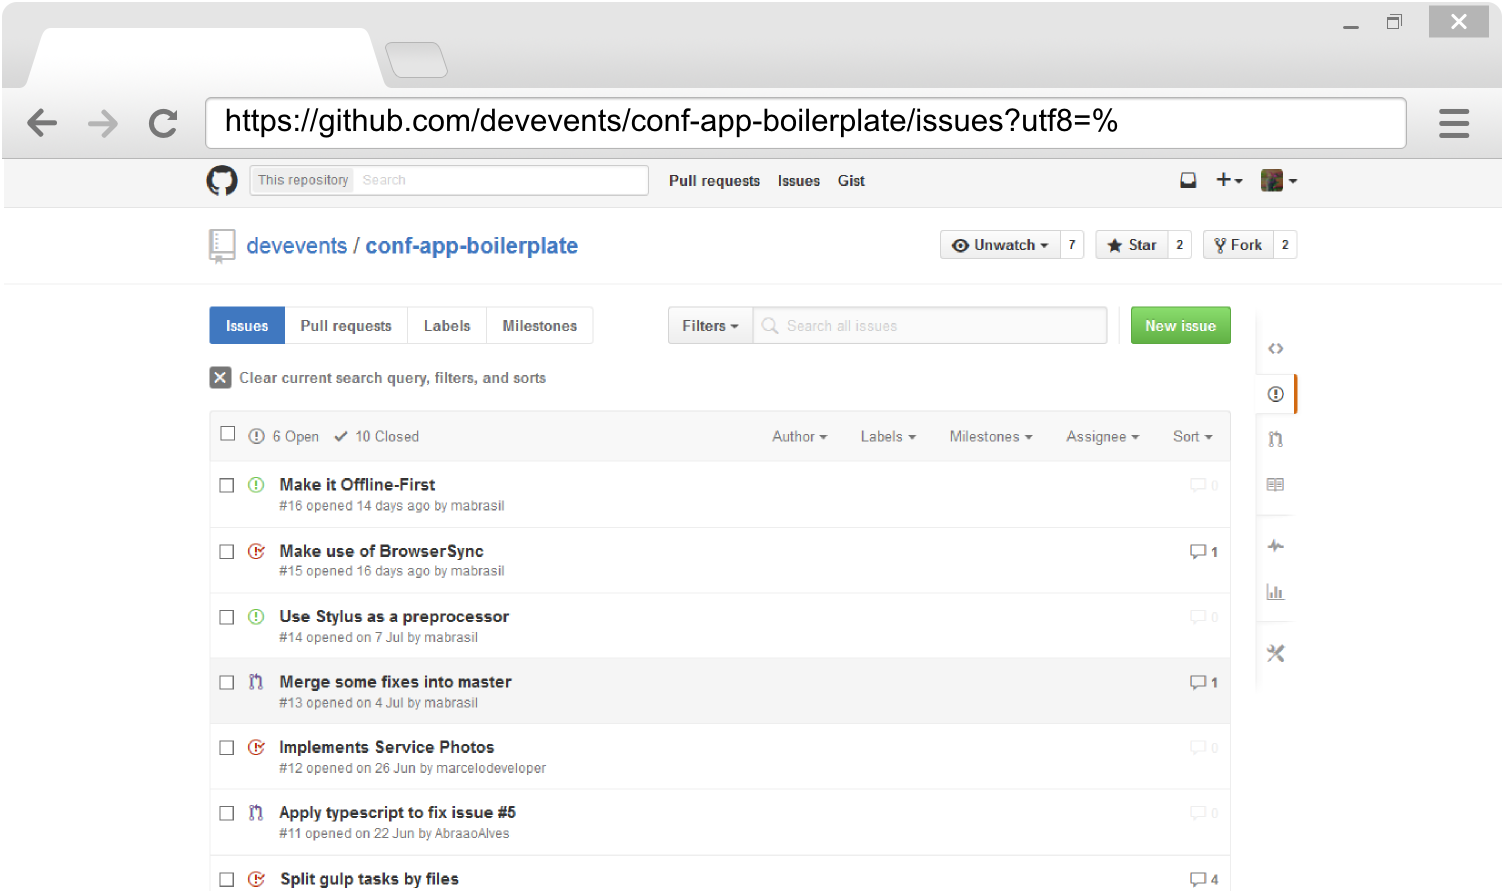 https://github.com/devevents/conf-app-boilerplate/issues?utf8=%
This repository Search Pull requests Issues Gist
devevents / conf-app-boilerplate Unwatch 7 Star 2 Fork 2
Issues Pull requests Labels Milestones Filters Search all issues New issue
Clear current search query, filters, and sorts
6 Open 10 Closed Author Labels Milestones Assignee Sort
Make it Offline-First 0
#16 opened 14 days ago by mabrasil
Make use of BrowserSync 1
#15 opened 16 days ago by mabrasil
Use Stylus as a preprocessor 0
#14 opened on 7 Jul by mabrasil
Merge some fixes into master 1
#13 opened on 4 Jul by mabrasil
Implements Service Photos 0
#12 opened on 26 Jun by marcelodeveloper
Apply typescript to fix issue #5 0
#11 opened on 22 Jun by AbraaoAlves
Split gulp tasks by files 4